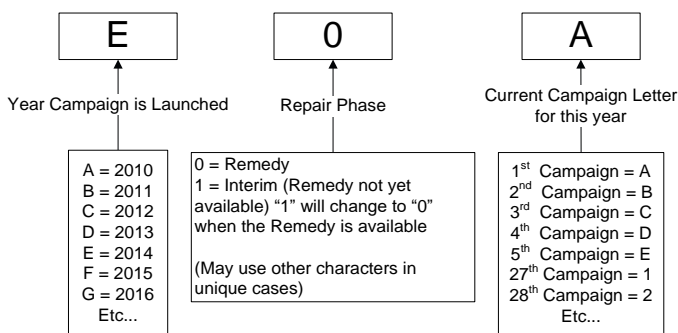 E
0
A
Year Campaign is Launched
Repair Phase
Current Campaign Letter
for this year
A = 2010
B = 2011
C = 2012
D = 2013
E = 2014
F = 2015
G = 2016
Etc...
0 = Remedy
1 = Interim (Remedy not yet
available) “1” will change to “0”
when the Remedy is available
(May use other characters in
unique cases)
1st Campaign = A
2nd Campaign = B
3rd Campaign = C
4th Campaign = D
5th Campaign = E
27th Campaign = 1
28th Campaign = 2
Etc...